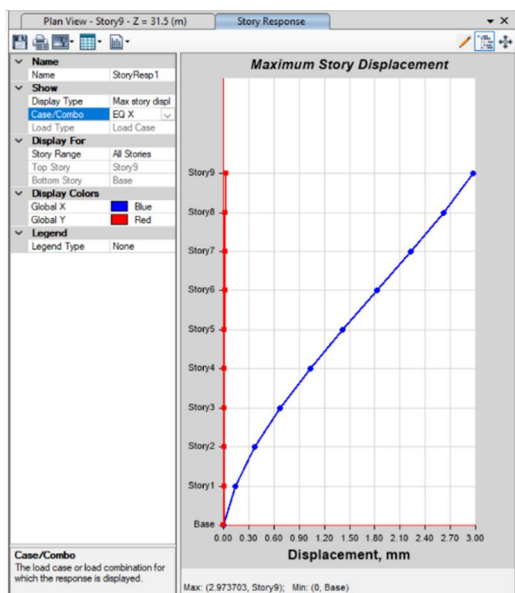 Plan View - Story9 - Z = 31.5 (m)
Story Response
Name
Name StoryResp1
Show
Display Type Max story displ
Case/Combo EQ X
Load Type Load Case
Display For
Story Range All Stories
Top Story Story9
Bottom Story Base
Display Colors
Global X Blue
Global Y Red
Legend
Legend Type None
Case/Combo
The load case or load combination for
which the response is displayed.
Maximum Story Displacement
Story9
Story8
Story7
Story6
Story5
Story4
Story3
Story2
Story1
Base
0.00 0.30 0.60 0.90 1.20 1.50 1.80 2.10 2.40 2.70 3.00
Displacement, mm
Max: (2.973703, Story9); Min: (0, Base)